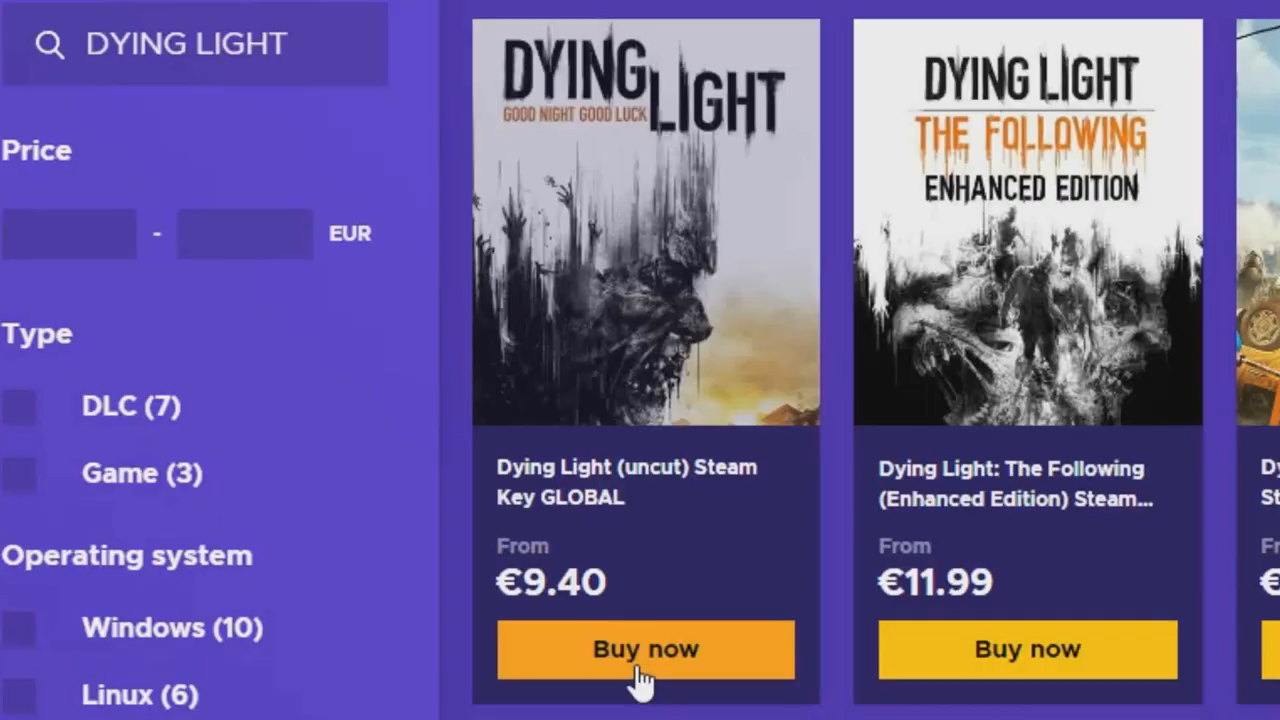 DYING LIGHT
Price
-
EUR
Type
DLC (7)
Game (3)
Operating system
Windows (10)
Linux (6)
DYING LIGHT
GOOD NIGHT GOOD LUCK
Dying Light (uncut) Steam
Key GLOBAL
From
€9.40
Buy now
DYING LIGHT
THE FOLLOWING
ENHANCED EDITION
Dying Light: The Following
(Enhanced Edition) Steam...
From
€11.99
Buy now
€